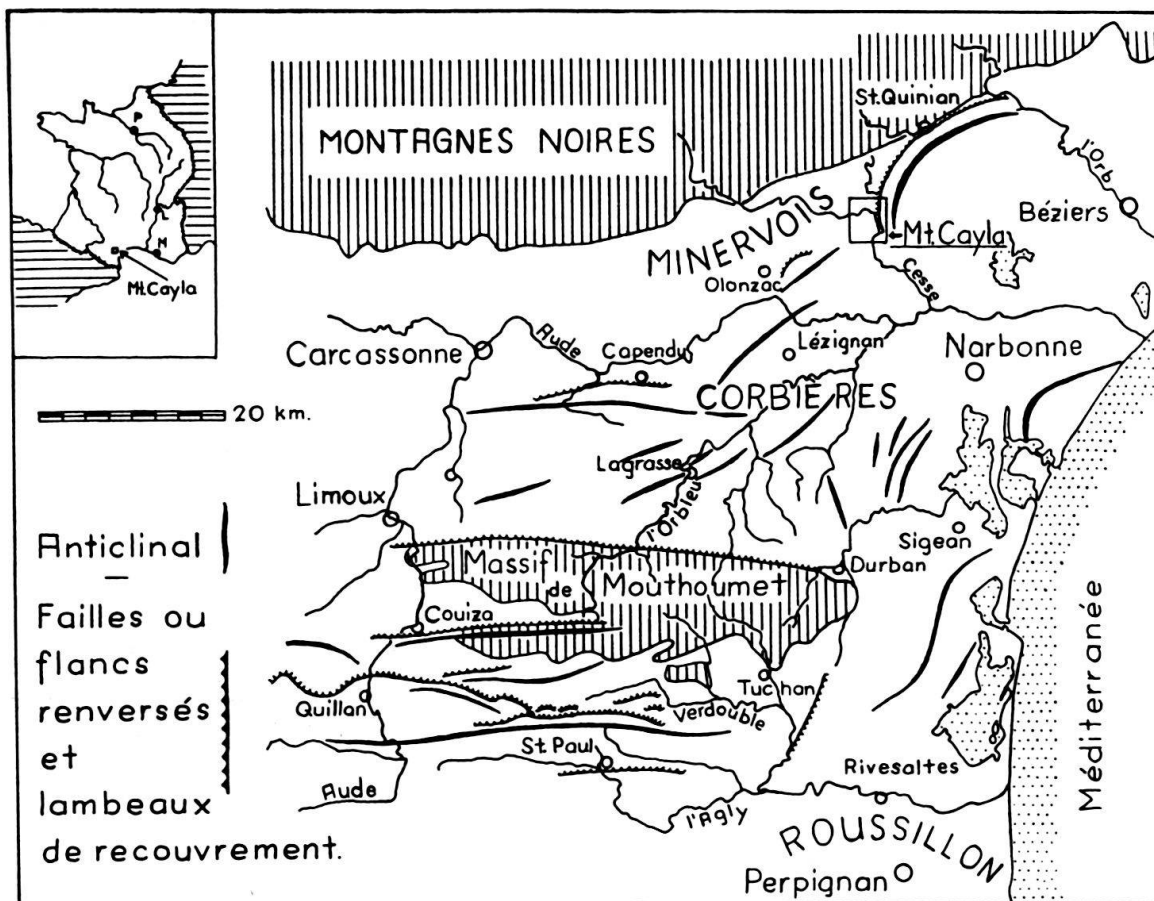 P
L
M
Mt.Cayla
MONTAGNES NOIRES
St.Quinian
l'Orb
Béziers
MINERVOIS
Mt.Cayla
Olonzac
Cesse
Carcassonne
Aude
Capendu
Lézignan
Narbonne
CORBIERES
20 km.
Lagrasse
l'Orbieu
Limoux
Sigean
Durban
Massif
de
Mouthoumet
Couiza
Tuchan
Quillan
Verdouble
St.Paul
Aude
l'Agly
Rivesaltes
ROUSSILLON
Perpignan
Méditerranée
Anticlinal
—
Failles ou
flancs
renversés
et
lambeaux
de recouvrement.